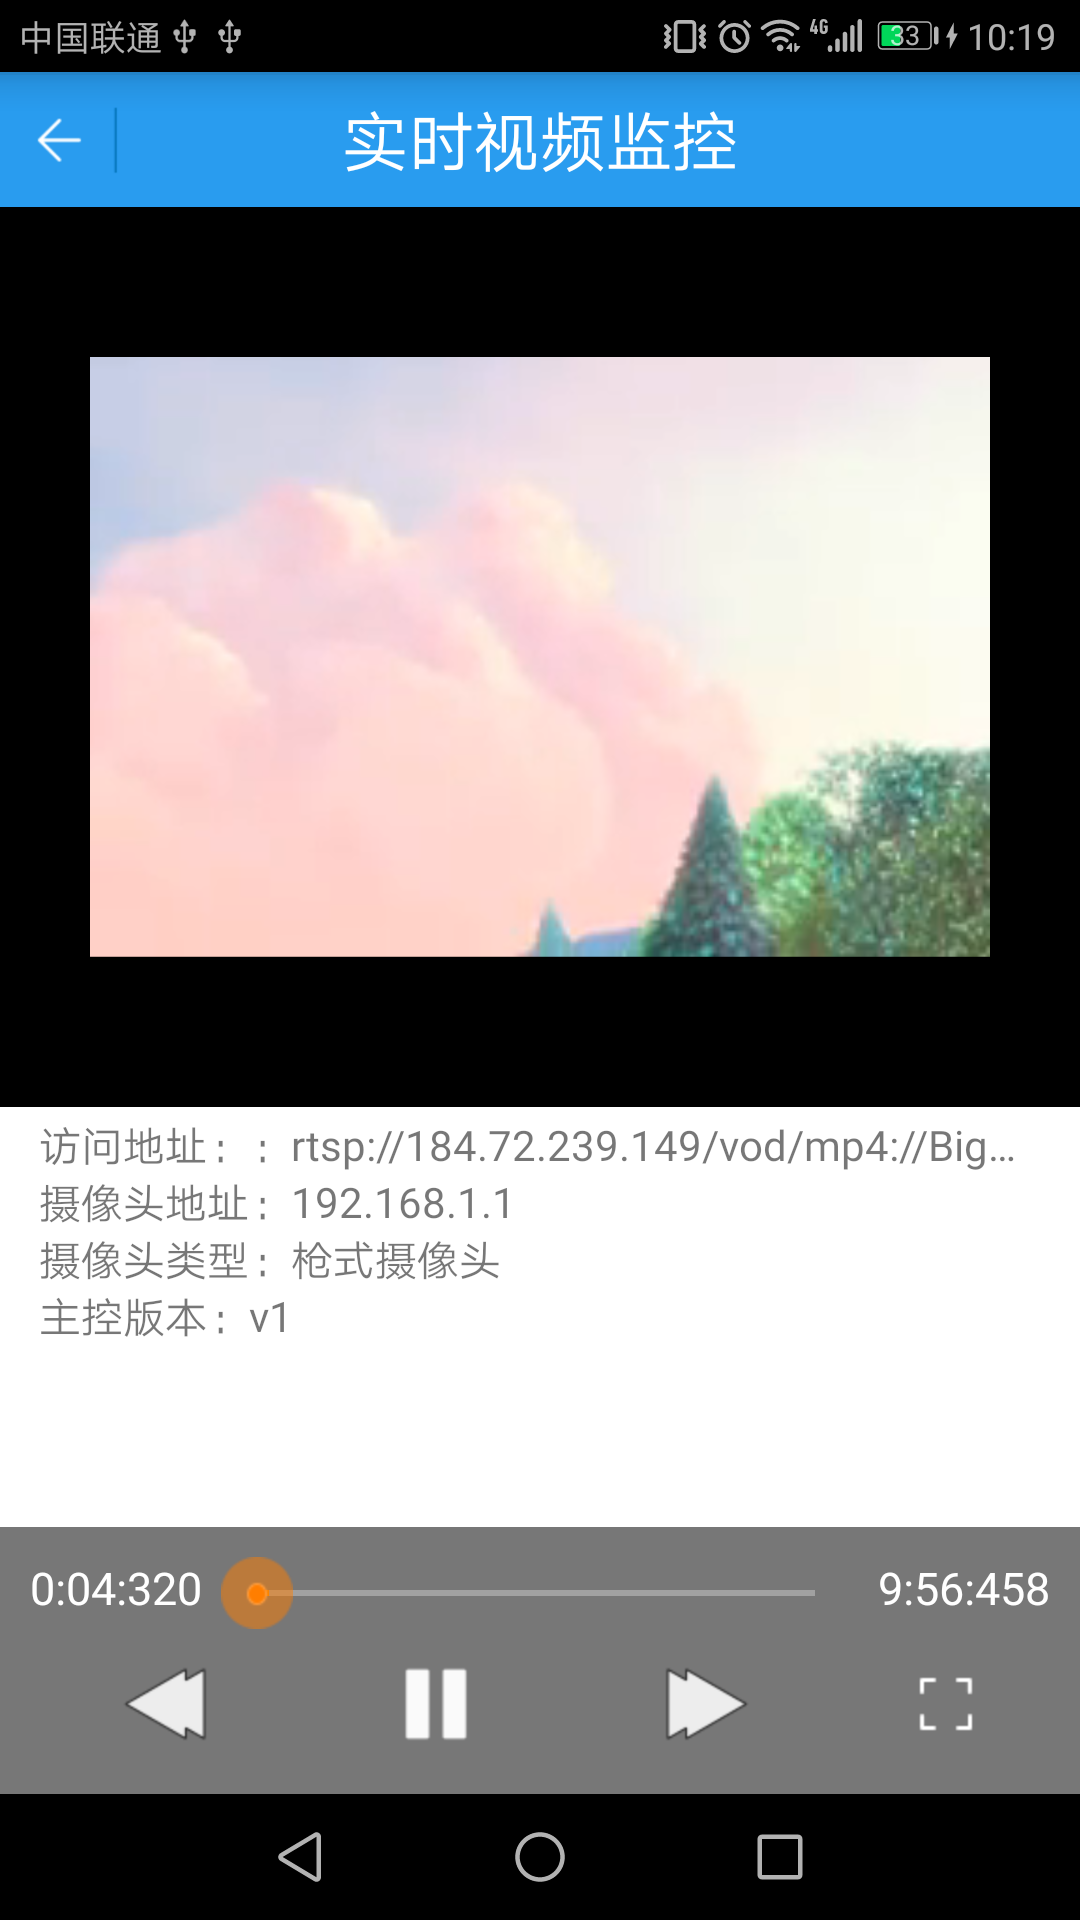 中国联通 4G 33 10:19
实时视频监控
访问地址：：rtsp://184.72.239.149/vod/mp4://Big...
摄像头地址：192.168.1.1
摄像头类型：枪式摄像头
主控版本：v1
0:04:320 9:56:458